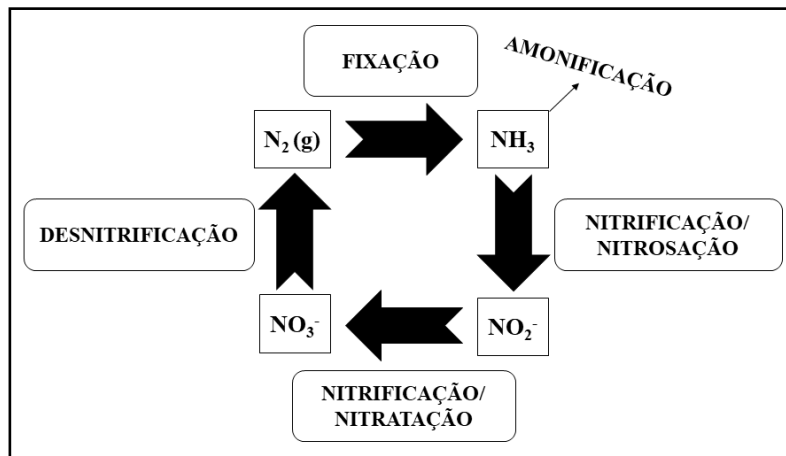 FIXAÇÃO
AMONIFICAÇÃO
N₂ (g)
NH₃
DESNITRIFICAÇÃO
NITRIFICAÇÃO/
NITROSAÇÃO
NO₃⁻
NO₂⁻
NITRIFICAÇÃO/
NITRATAÇÃO